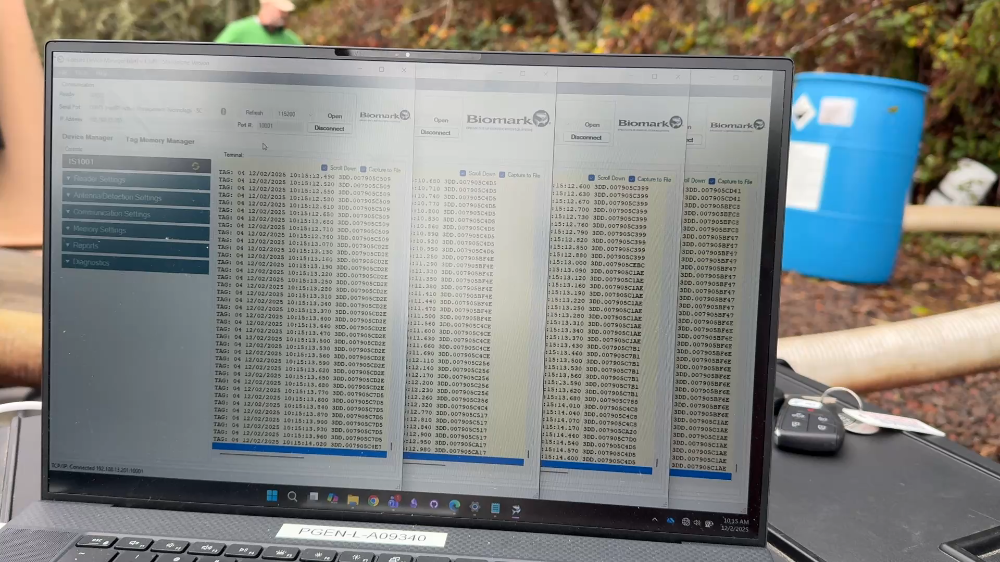 Standalone Version
Communication
Reader
Serial Port
IP Address
Refresh
115200
Open
Port #:
10001
Disconnect
Biomark
Device Manager
Tag Memory Manager
Controls
IS1001
Reader Settings
Antenna/Detection Settings
Communication Settings
Memory Settings
Reports
Diagnostics
Terminal:
Scroll Down
Capture to File
TAG: 04 12/02/2025 10:15:12.490 3DD.007905C509
TAG: 04 12/02/2025 10:15:12.520 3DD.007905C509
TAG: 04 12/02/2025 10:15:12.550 3DD.007905C509
TAG: 04 12/02/2025 10:15:12.580 3DD.007905C509
TAG: 04 12/02/2025 10:15:12.610 3DD.007905C509
TAG: 04 12/02/2025 10:15:12.650 3DD.007905C509
TAG: 04 12/02/2025 10:15:12.680 3DD.007905C509
TAG: 04 12/02/2025 10:15:12.710 3DD.007905C509
TAG: 04 12/02/2025 10:15:12.740 3DD.007905C509
TAG: 04 12/02/2025 10:15:13.070 3DD.007905CD2E
TAG: 04 12/02/2025 10:15:13.130 3DD.007905CD2E
TAG: 04 12/02/2025 10:15:13.160 3DD.007905CD2E
TAG: 04 12/02/2025 10:15:13.190 3DD.007905CD2E
TAG: 04 12/02/2025 10:15:13.220 3DD.007905CD2E
TAG: 04 12/02/2025 10:15:13.250 3DD.007905CD2E
TAG: 04 12/02/2025 10:15:13.280 3DD.007905CD2E
TAG: 04 12/02/2025 10:15:13.310 3DD.007905CD2E
TAG: 04 12/02/2025 10:15:13.340 3DD.007905CD2E
TAG: 04 12/02/2025 10:15:13.370 3DD.007905CD2E
TAG: 04 12/02/2025 10:15:13.400 3DD.007905CD2E
TAG: 04 12/02/2025 10:15:13.440 3DD.007905CD2E
TAG: 04 12/02/2025 10:15:13.470 3DD.007905CD2E
TAG: 04 12/02/2025 10:15:13.500 3DD.007905CD2E
TAG: 04 12/02/2025 10:15:13.530 3DD.007905CD2E
TAG: 04 12/02/2025 10:15:13.560 3DD.007905CD2E
TAG: 04 12/02/2025 10:15:13.590 3DD.007905CD2E
TAG: 04 12/02/2025 10:15:13.620 3DD.007905CD2E
TAG: 04 12/02/2025 10:15:13.650 3DD.007905CD2E
TAG: 04 12/02/2025 10:15:13.680 3DD.007905CD2E
TAG: 04 12/02/2025 10:15:13.770 3DD.007905C7D5
TAG: 04 12/02/2025 10:15:13.800 3DD.007905C7D5
TAG: 04 12/02/2025 10:15:13.840 3DD.007905C7D5
TAG: 04 12/02/2025 10:15:13.870 3DD.007905C7D5
TAG: 04 12/02/2025 10:15:13.900 3DD.007905C7D5
TAG: 04 12/02/2025 10:15:13.930 3DD.007905C7D5
TAG: 04 12/02/2025 10:15:13.960 3DD.007905C7D5
TAG: 04 12/02/2025 10:15:14.020 3DD.007905C4E7
TCP/IP: Connected 192.168.13.201:10001
Open
Disconnect
Biomark
Scroll Down
Capture to File
:10.680 3DD.007905C4D5
:10.710 3DD.007905C4D5
:10.740 3DD.007905C4D5
:10.770 3DD.007905C4D5
:10.800 3DD.007905C4D5
:10.830 3DD.007905C4D5
:10.860 3DD.007905C4D5
:10.890 3DD.007905C4D5
:10.920 3DD.007905C4D5
:10.950 3DD.007905C4D5
:11.250 3DD.007905BF4E
:11.290 3DD.007905BF4E
:11.320 3DD.007905BF4E
:11.350 3DD.007905BF4E
:11.380 3DD.007905BF4E
:11.410 3DD.007905BF4E
:11.440 3DD.007905BF4E
:11.470 3DD.007905BF4E
:11.500 3DD.007905BF4E
:11.560 3DD.007905C4CE
:11.600 3DD.007905C4CE
:11.630 3DD.007905C4CE
:11.660 3DD.007905C4CE
:11.690 3DD.007905C4CE
:12.110 3DD.007905C256
:12.140 3DD.007905C256
:12.170 3DD.007905C256
:12.200 3DD.007905C256
:12.230 3DD.007905C256
:12.260 3DD.007905C256
:12.320 3DD.007905C4C4
:12.770 3DD.007905C517
:12.810 3DD.007905C517
:12.840 3DD.007905C517
:12.900 3DD.007905C517
:12.950 3DD.007905CA17
:12.980 3DD.007905CA17
Open
Disconnect
Biomark
Scroll Down
Capture to File
:15:12.600 3DD.007905C399
:15:12.630 3DD.007905C399
:15:12.670 3DD.007905C399
:15:12.700 3DD.007905C399
:15:12.730 3DD.007905C399
:15:12.760 3DD.007905C399
:15:12.790 3DD.007905C399
:15:12.820 3DD.007905C399
:15:12.850 3DD.007905C399
:15:12.880 3DD.007905C399
:15:13.000 3DD.007905CEBC
:15:13.090 3DD.007905C1AE
:15:13.120 3DD.007905C1AE
:15:13.160 3DD.007905C1AE
:15:13.190 3DD.007905C1AE
:15:13.220 3DD.007905C1AE
:15:13.250 3DD.007905C1AE
:15:13.280 3DD.007905C1AE
:15:13.310 3DD.007905C1AE
:15:13.340 3DD.007905C1AE
:15:13.370 3DD.007905C1AE
:15:13.430 3DD.007905C7B1
:15:13.460 3DD.007905C7B1
:15:13.500 3DD.007905C7B1
:15:13.530 3DD.007905C7B1
:15:13.560 3DD.007905C7B1
:15:13.590 3DD.007905C7B1
:15:13.620 3DD.007905C7B1
:15:13.680 3DD.007905C788
:15:14.010 3DD.007905C4C8
:15:14.040 3DD.007905C4C8
:15:14.070 3DD.007905C4C8
:15:14.170 3DD.007905CA20
:15:14.440 3DD.007905C7D0
:15:14.540 3DD.007905C4D5
:15:14.570 3DD.007905C4D5
:15:14.600 3DD.007905C4D5
n
ct
Biomark
oll Down
Capture to File
3DD.007905CD41
3DD.007905CD41
3DD.007905BFC8
3DD.007905BFC8
3DD.007905BFC8
3DD.007905BFC8
3DD.007905BF47
3DD.007905BF47
3DD.007905BF47
3DD.007905BF47
3DD.007905BF47
3DD.007905BF47
3DD.007905BF47
3DD.007905BF47
3DD.007905BF47
3DD.007905BF47
3DD.007905BF47
3DD.007905BF6E
3DD.007905BF6E
3DD.007905BF6E
3DD.007905BF6E
3DD.007905BF6E
3DD.007905BF6E
3DD.007905BF6E
3DD.007905BF6E
3DD.007905BF6E
3DD.007905BF6E
3DD.007905BF6E
3DD.007905BF6E
3DD.007905BF6E
3DD.007905C1AE
3DD.007905C1AE
3DD.007905C1AE
3DD.007905C1AE
3DD.007905C1AE
3DD.007905C1AE
3DD.007905C1AE
10:15 AM
12/2/2025
PGEN-L-A09340
esc
F1
F2
F3
F4
F5
F6
F7